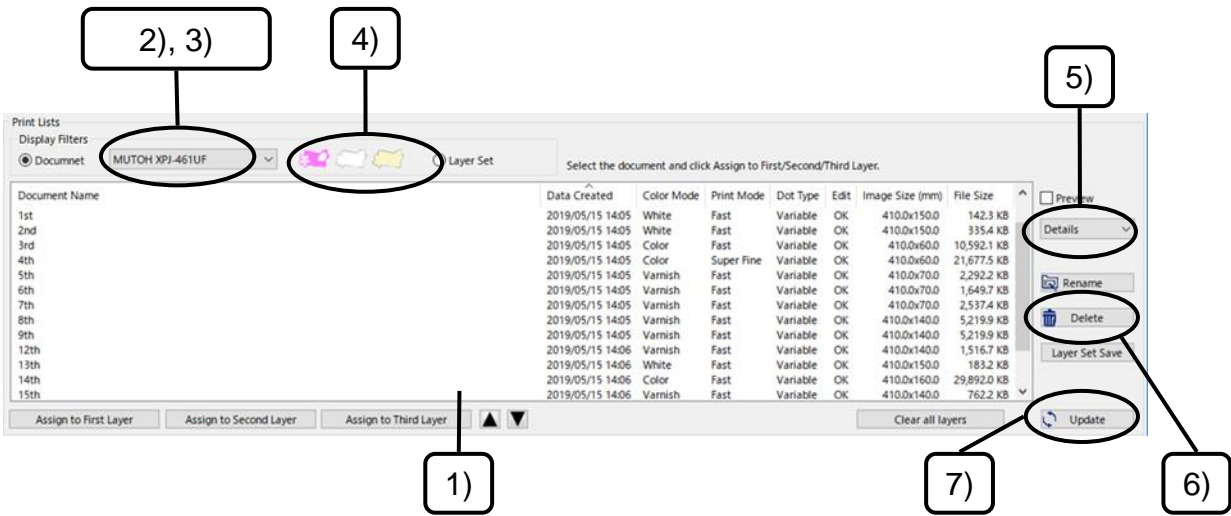 2), 3)
4)
5)
Print Lists
Display Filters
Documnet MUTOH XPJ-461UF Layer Set Select the document and click Assign to First/Second/Third Layer.
Document Name Data Created Color Mode Print Mode Dot Type Edit Image Size (mm) File Size Preview
1st 2019/05/15 14:05 White Fast Variable OK 410.0x150.0 142.3 KB
2nd 2019/05/15 14:05 White Fast Variable OK 410.0x150.0 335.4 KB Details
3rd 2019/05/15 14:05 Color Fast Variable OK 410.0x60.0 10,592.1 KB
4th 2019/05/15 14:05 Color Super Fine Variable OK 410.0x60.0 21,677.5 KB
5th 2019/05/15 14:05 Varnish Fast Variable OK 410.0x70.0 2,292.2 KB
6th 2019/05/15 14:05 Varnish Fast Variable OK 410.0x70.0 1,649.7 KB Rename
7th 2019/05/15 14:05 Varnish Fast Variable OK 410.0x70.0 2,537.4 KB
8th 2019/05/15 14:05 Varnish Fast Variable OK 410.0x140.0 5,219.9 KB Delete
9th 2019/05/15 14:05 Varnish Fast Variable OK 410.0x140.0 5,219.9 KB
12th 2019/05/15 14:06 Varnish Fast Variable OK 410.0x140.0 1,516.7 KB
13th 2019/05/15 14:06 White Fast Variable OK 410.0x150.0 183.2 KB Layer Set Save
14th 2019/05/15 14:06 Color Fast Variable OK 410.0x160.0 29,892.0 KB
15th 2019/05/15 14:06 Varnish Fast Variable OK 410.0x140.0 762.2 KB
Assign to First Layer Assign to Second Layer Assign to Third Layer ▲ ▼ Clear all layers Update
1)
7)
6)